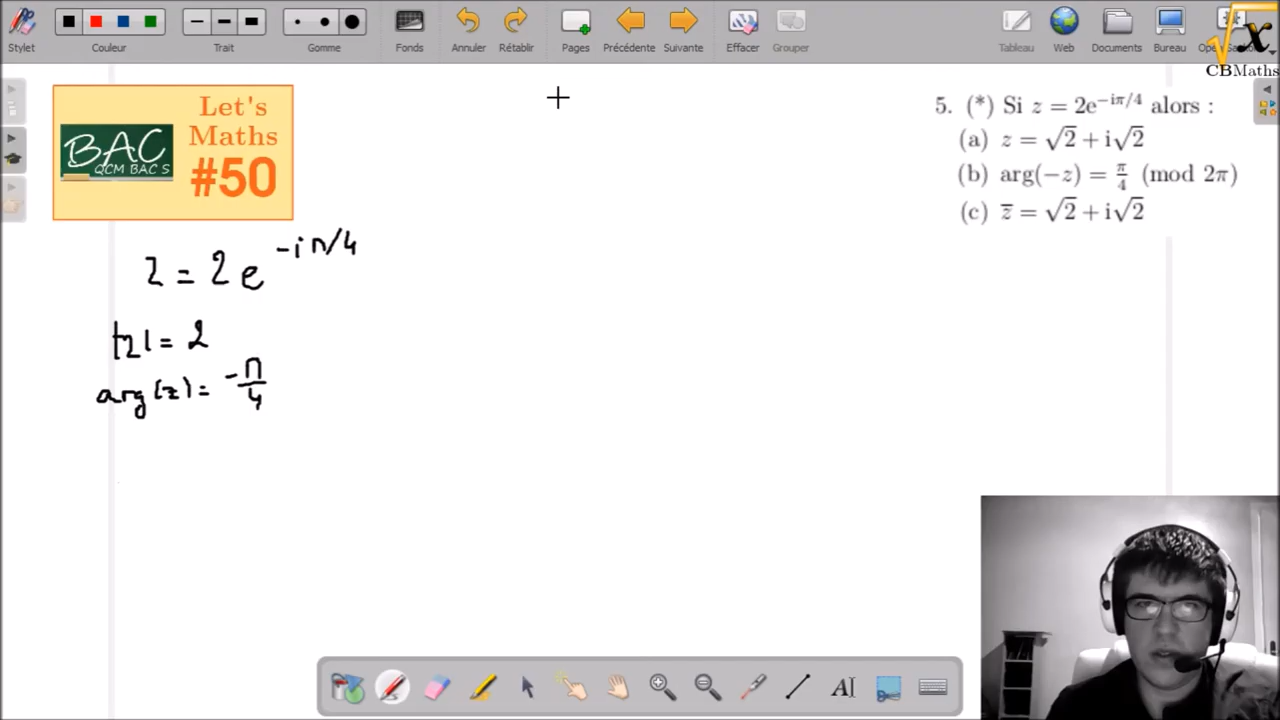 Stylet Couleur Trait Gomme Fonds Annuler Rétablir Pages Précédente Suivante Effacer Grouper Tableau Web Documents Bureau
CBMaths
Let's
Maths
#50
BAC
QCM BAC S
5. (*) Si z = 2e^{-iπ/4} alors :
(a) z = √2 + i√2
(b) arg(−z) = π/4 (mod 2π)
(c) z̅ = √2 + i√2
z = 2e^{-iπ/4}
|z| = 2
arg(z) = -π/4